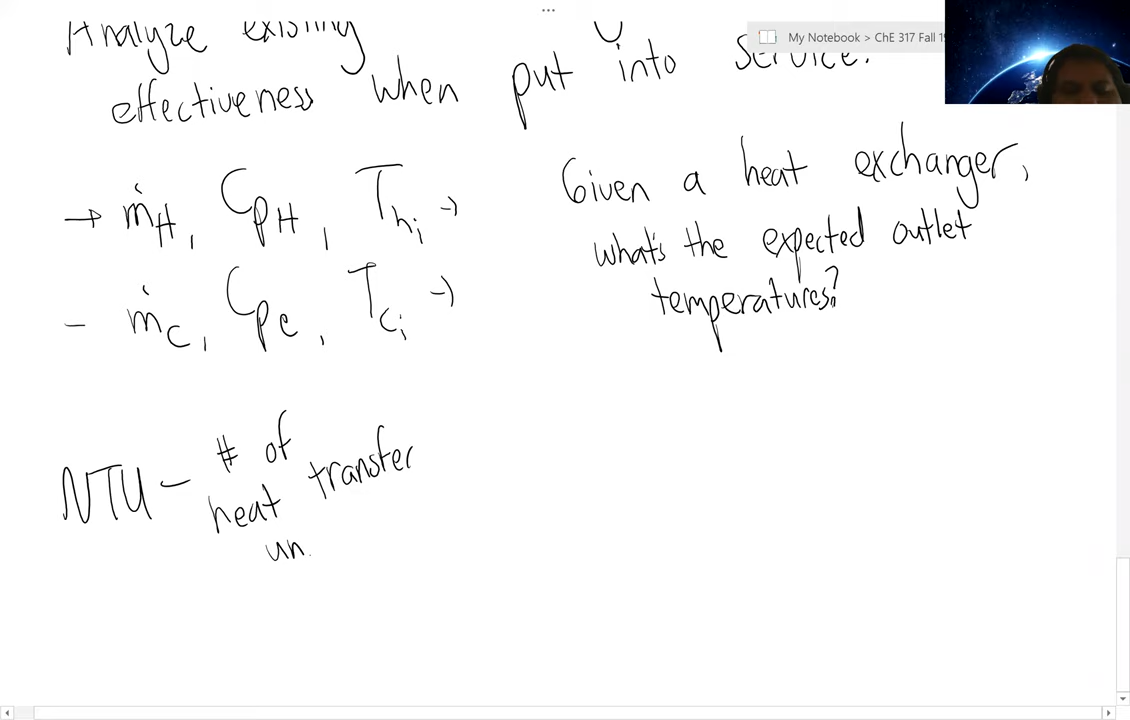 My Notebook > ChE 317 Fall 1
Analyze existing
effectiveness when put into service.
→ ṁH, CpH, Thi →
- ṁc, Cpc, Tci →
Given a heat exchanger,
what's the expected outlet
temperatures?
NTU - # of
heat transfer
un